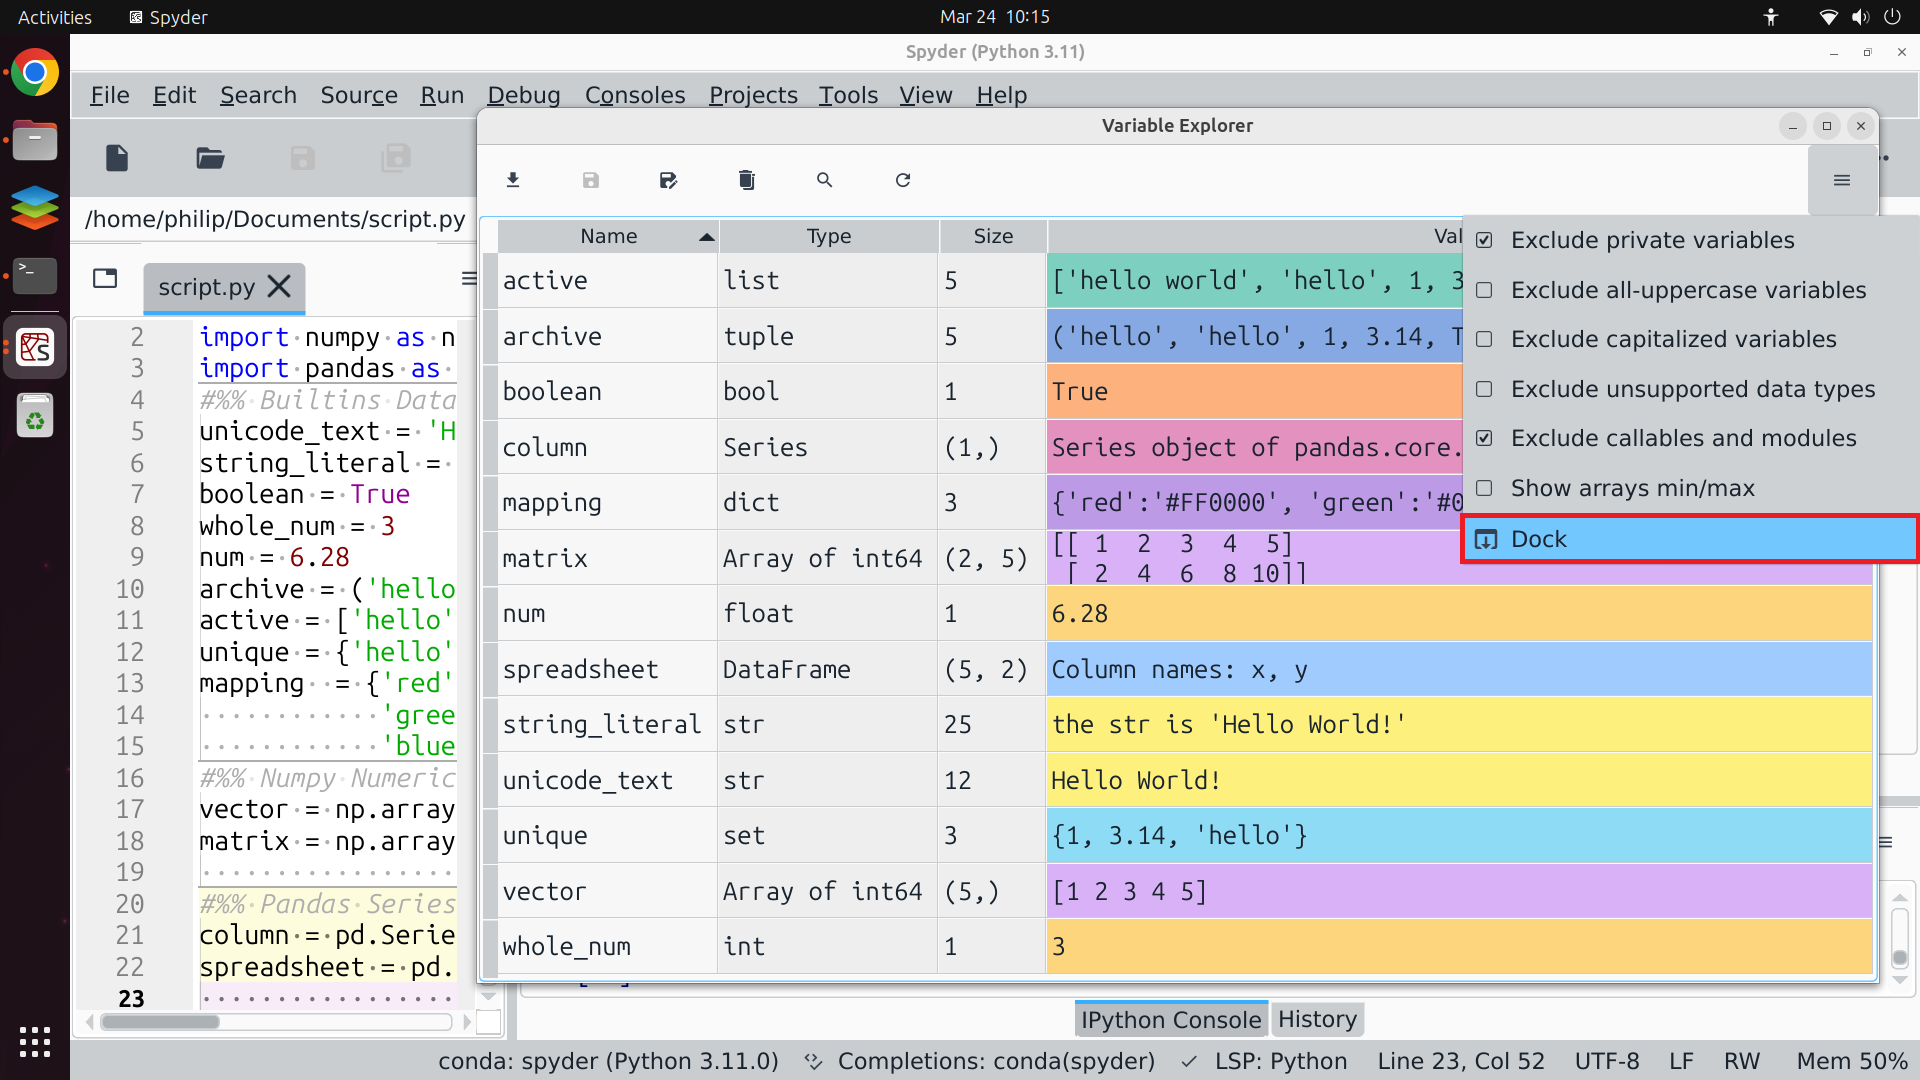 Activities Spyder Mar 24 10:15
Spyder (Python 3.11)
File Edit Search Source Run Debug Consoles Projects Tools View Help
Variable Explorer
/home/philip/Documents/script.py
script.py
2 import numpy as n
3 import pandas as
4 #%% Builtins Data
5 unicode_text = 'H
6 string_literal =
7 boolean = True
8 whole_num = 3
9 num = 6.28
10 archive = ('hello
11 active = ['hello'
12 unique = {'hello'
13 mapping = {'red'
14 'gree
15 'blue
16 #%% Numpy Numeric
17 vector = np.array
18 matrix = np.array
19
20 #%% Pandas Series
21 column = pd.Serie
22 spreadsheet = pd.
23
Name Type Size Val
active list 5 ['hello world', 'hello', 1, 3
archive tuple 5 ('hello', 'hello', 1, 3.14, T
boolean bool 1 True
column Series (1,) Series object of pandas.core.
mapping dict 3 {'red':'#FF0000', 'green':'#0
matrix Array of int64 (2, 5) [[ 1 2 3 4 5]
[ 2 4 6 8 10]]
num float 1 6.28
spreadsheet DataFrame (5, 2) Column names: x, y
string_literal str 25 the str is 'Hello World!'
unicode_text str 12 Hello World!
unique set 3 {1, 3.14, 'hello'}
vector Array of int64 (5,) [1 2 3 4 5]
whole_num int 1 3
Exclude private variables
Exclude all-uppercase variables
Exclude capitalized variables
Exclude unsupported data types
Exclude callables and modules
Show arrays min/max
Dock
IPython Console History
conda: spyder (Python 3.11.0) Completions: conda(spyder) LSP: Python Line 23, Col 52 UTF-8 LF RW Mem 50%